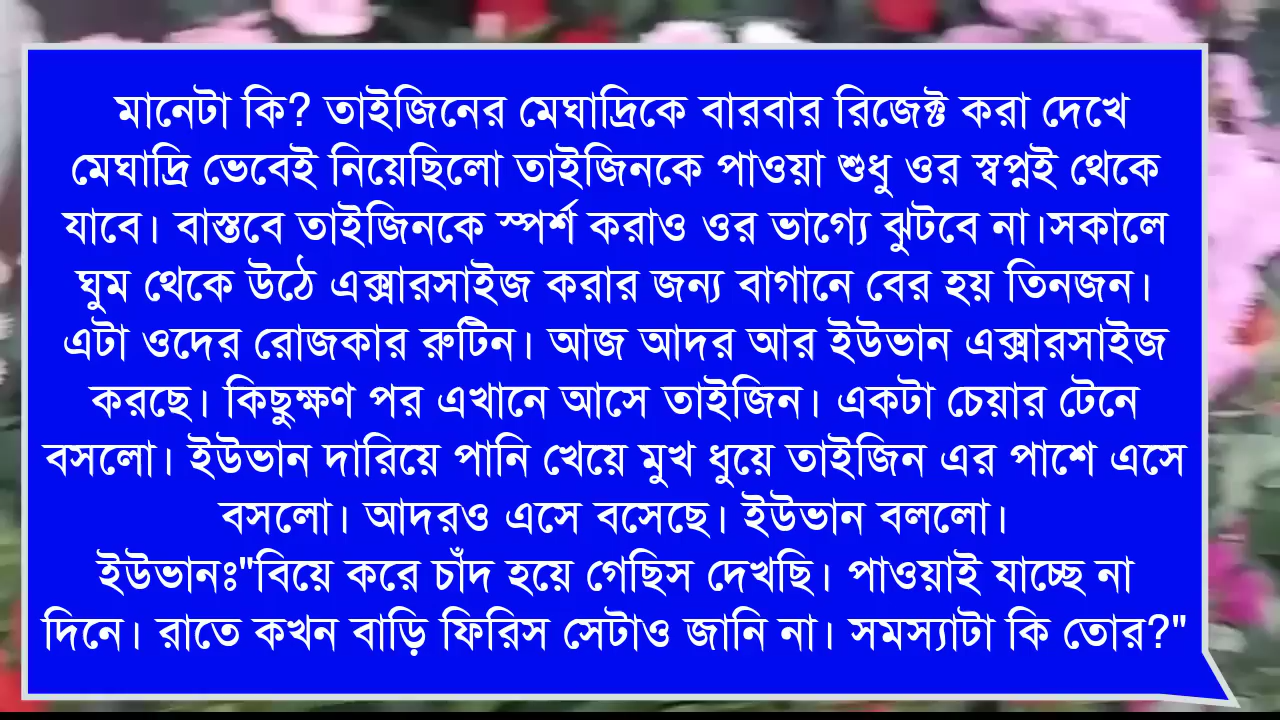 মানেটা কি? তাইজিনের মেঘাদ্রিকে বারবার রিজেক্ট করা দেখে
মেঘাদ্রি ভেবেই নিয়েছিলো তাইজিনকে পাওয়া শুধু ওর স্বপ্নই থেকে
যাবে। বাস্তবে তাইজিনকে স্পর্শ করাও ওর ভাগ্যে ঝুটবে না।সকালে
ঘুম থেকে উঠে এক্সারসাইজ করার জন্য বাগানে বের হয় তিনজন।
এটা ওদের রোজকার রুটিন। আজ আদর আর ইউভান এক্সারসাইজ
করছে। কিছুক্ষণ পর এখানে আসে তাইজিন। একটা চেয়ার টেনে
বসলো। ইউভান দারিয়ে পানি খেয়ে মুখ ধুয়ে তাইজিন এর পাশে এসে
বসলো। আদরও এসে বসেছে। ইউভান বললো।
ইউভানঃ"বিয়ে করে চাঁদ হয়ে গেছিস দেখছি। পাওয়াই যাচ্ছে না
দিনে। রাতে কখন বাড়ি ফিরিস সেটাও জানি না। সমস্যাটা কি তোর?"